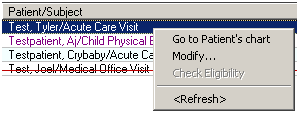 Patient/Subject
Test, Tyler/Acute Care Visit
Testpatient, Aj/Child Physical E
Testpatient, Crybaby/Acute Ca
Test, Joel/Medical Office Visit
Go to Patient's chart
Modify...
Check Eligibility
<Refresh>